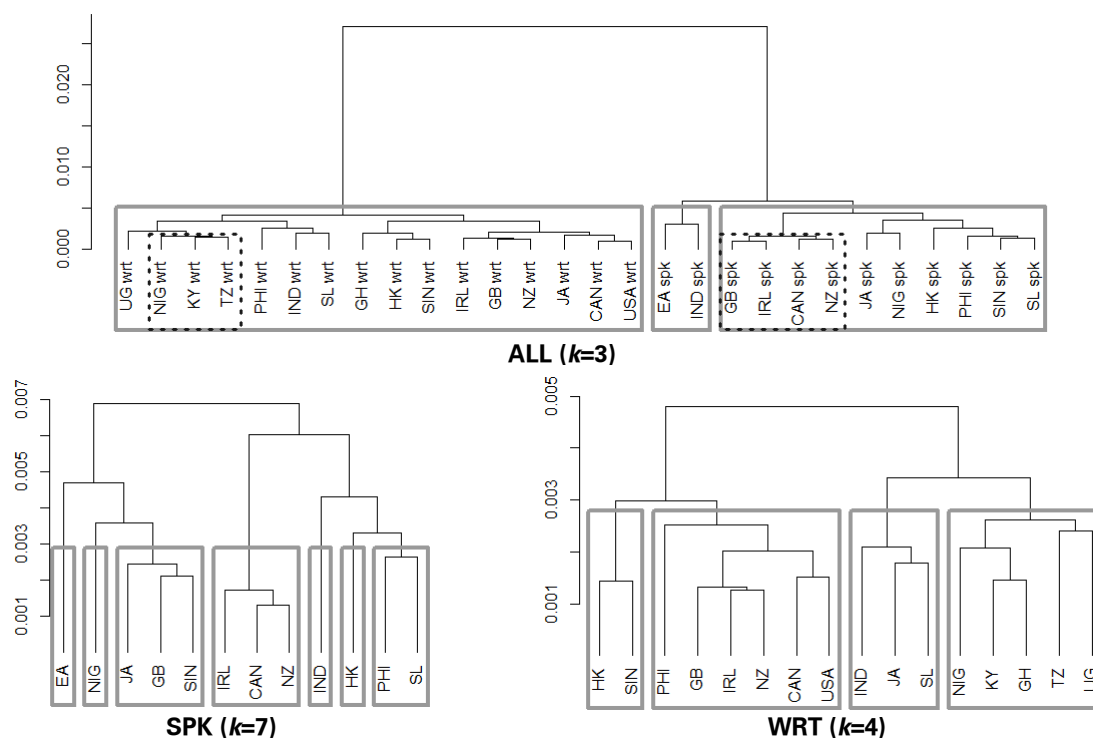 0.020
0.010
0.000
UG wrt
NIG wrt
KY wrt
TZ wrt
PHI wrt
IND wrt
SL wrt
GH wrt
HK wrt
SIN wrt
IRL wrt
GB wrt
NZ wrt
JA wrt
CAN wrt
USA wrt
EA spk
IND spk
GB spk
IRL spk
CAN spk
NZ spk
JA spk
NIG spk
HK spk
PHI spk
SIN spk
SL spk
ALL (k=3)
0.007
0.005
0.003
0.001
EA
NIG
JA
GB
SIN
IRL
CAN
NZ
IND
HK
PHI
SL
SPK (k=7)
0.005
0.003
0.001
HK
SIN
PHI
GB
IRL
NZ
CAN
USA
IND
JA
SL
NIG
KY
GH
TZ
UG
WRT (k=4)